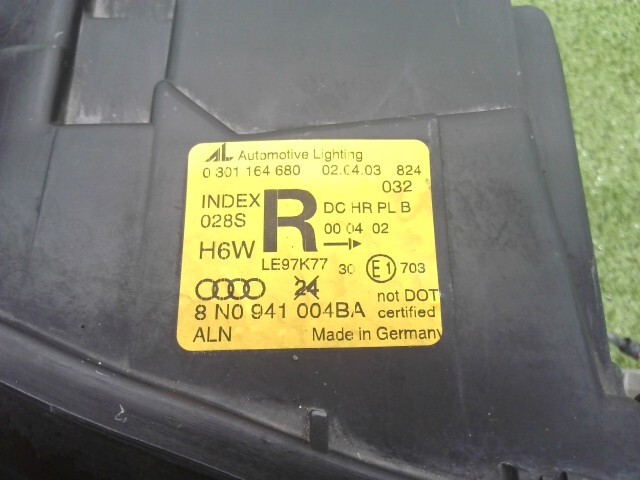 AL Automotive Lighting
0 301 164 680 02.04.03 824
032
INDEX R DC HR PL B
028S 00 04 02
H6W
LE97K77 30 E1 703
24 not DOT
8 N0 941 004BA certified
ALN Made in Germany